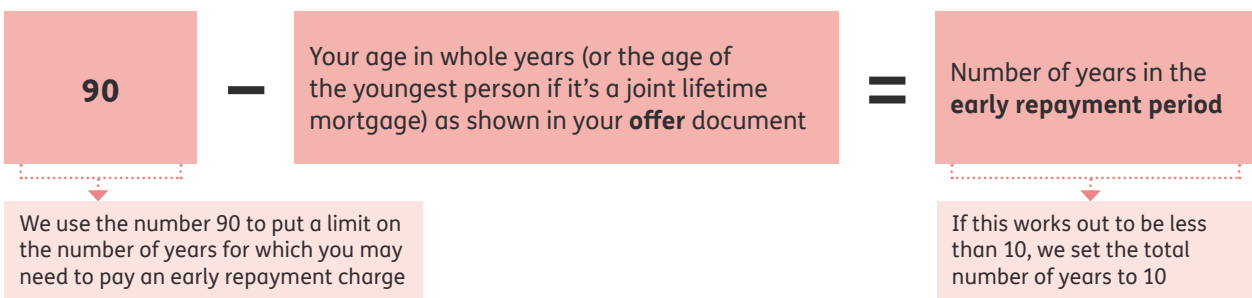 90
−
Your age in whole years (or the age of
the youngest person if it's a joint lifetime
mortgage) as shown in your offer document
=
Number of years in the
early repayment period
We use the number 90 to put a limit on
the number of years for which you may
need to pay an early repayment charge
If this works out to be less
than 10, we set the total
number of years to 10